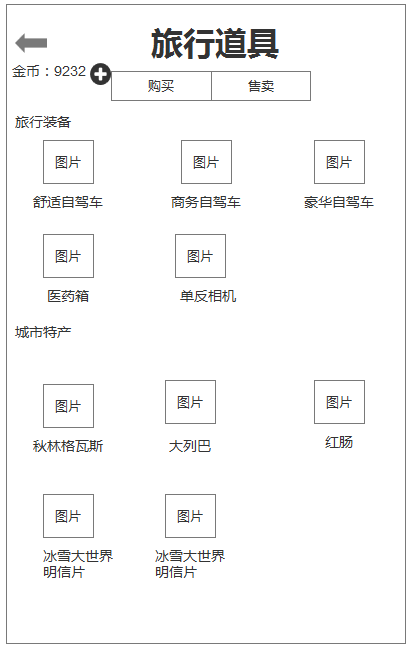 旅行道具
金币：9232
购买 售卖
旅行装备
图片 图片 图片
舒适自驾车 商务自驾车 豪华自驾车
图片 图片
医药箱 单反相机
城市特产
图片 图片 图片
秋林格瓦斯 大列巴 红肠
图片 图片
冰雪大世界 冰雪大世界
明信片 明信片